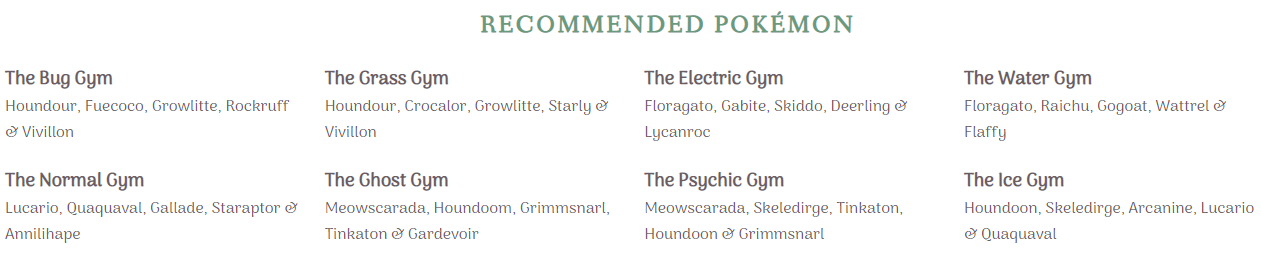 RECOMMENDED POKÉMON
The Bug Gym
Houndour, Fuecoco, Growlitte, Rockruff
& Vivillon
The Grass Gym
Houndour, Crocalor, Growlitte, Starly &
Vivillon
The Electric Gym
Floragato, Gabite, Skiddo, Deerling &
Lycanroc
The Water Gym
Floragato, Raichu, Gogoat, Wattrel &
Flaffy
The Normal Gym
Lucario, Quaquaval, Gallade, Staraptor &
Annilihape
The Ghost Gym
Meowscarada, Houndoom, Grimmsnarl,
Tinkaton & Gardevoir
The Psychic Gym
Meowscarada, Skeledirge, Tinkaton,
Houndoon & Grimmsnarl
The Ice Gym
Houndoon, Skeledirge, Arcanine, Lucario
& Quaquaval